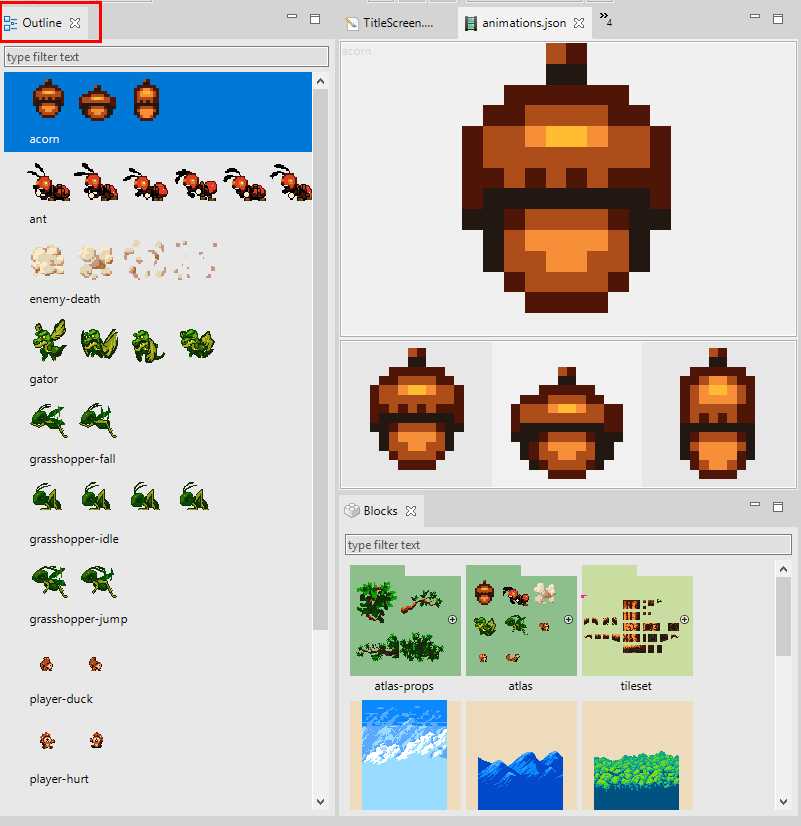 Outline
type filter text
acorn
ant
enemy-death
gator
grasshopper-fall
grasshopper-idle
grasshopper-jump
player-duck
player-hurt
TitleScreen....
animations.json
4
acorn
Blocks
type filter text
atlas-props
atlas
tileset